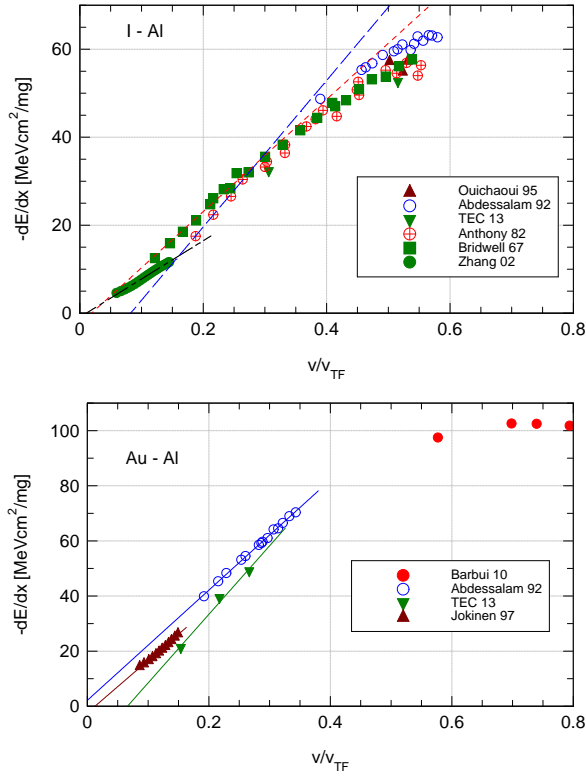 I - Al
-dE/dx [MeVcm²/mg]
60
40
20
0
Ouichaoui 95
Abdessalam 92
TEC 13
Anthony 82
Bridwell 67
Zhang 02
0.0 0.2 0.4 0.6 0.8
v/v_TF
Au - Al
-dE/dx [MeVcm²/mg]
100
80
60
40
20
0
Barbui 10
Abdessalam 92
TEC 13
Jokinen 97
0.0 0.2 0.4 0.6 0.8
v/v_TF